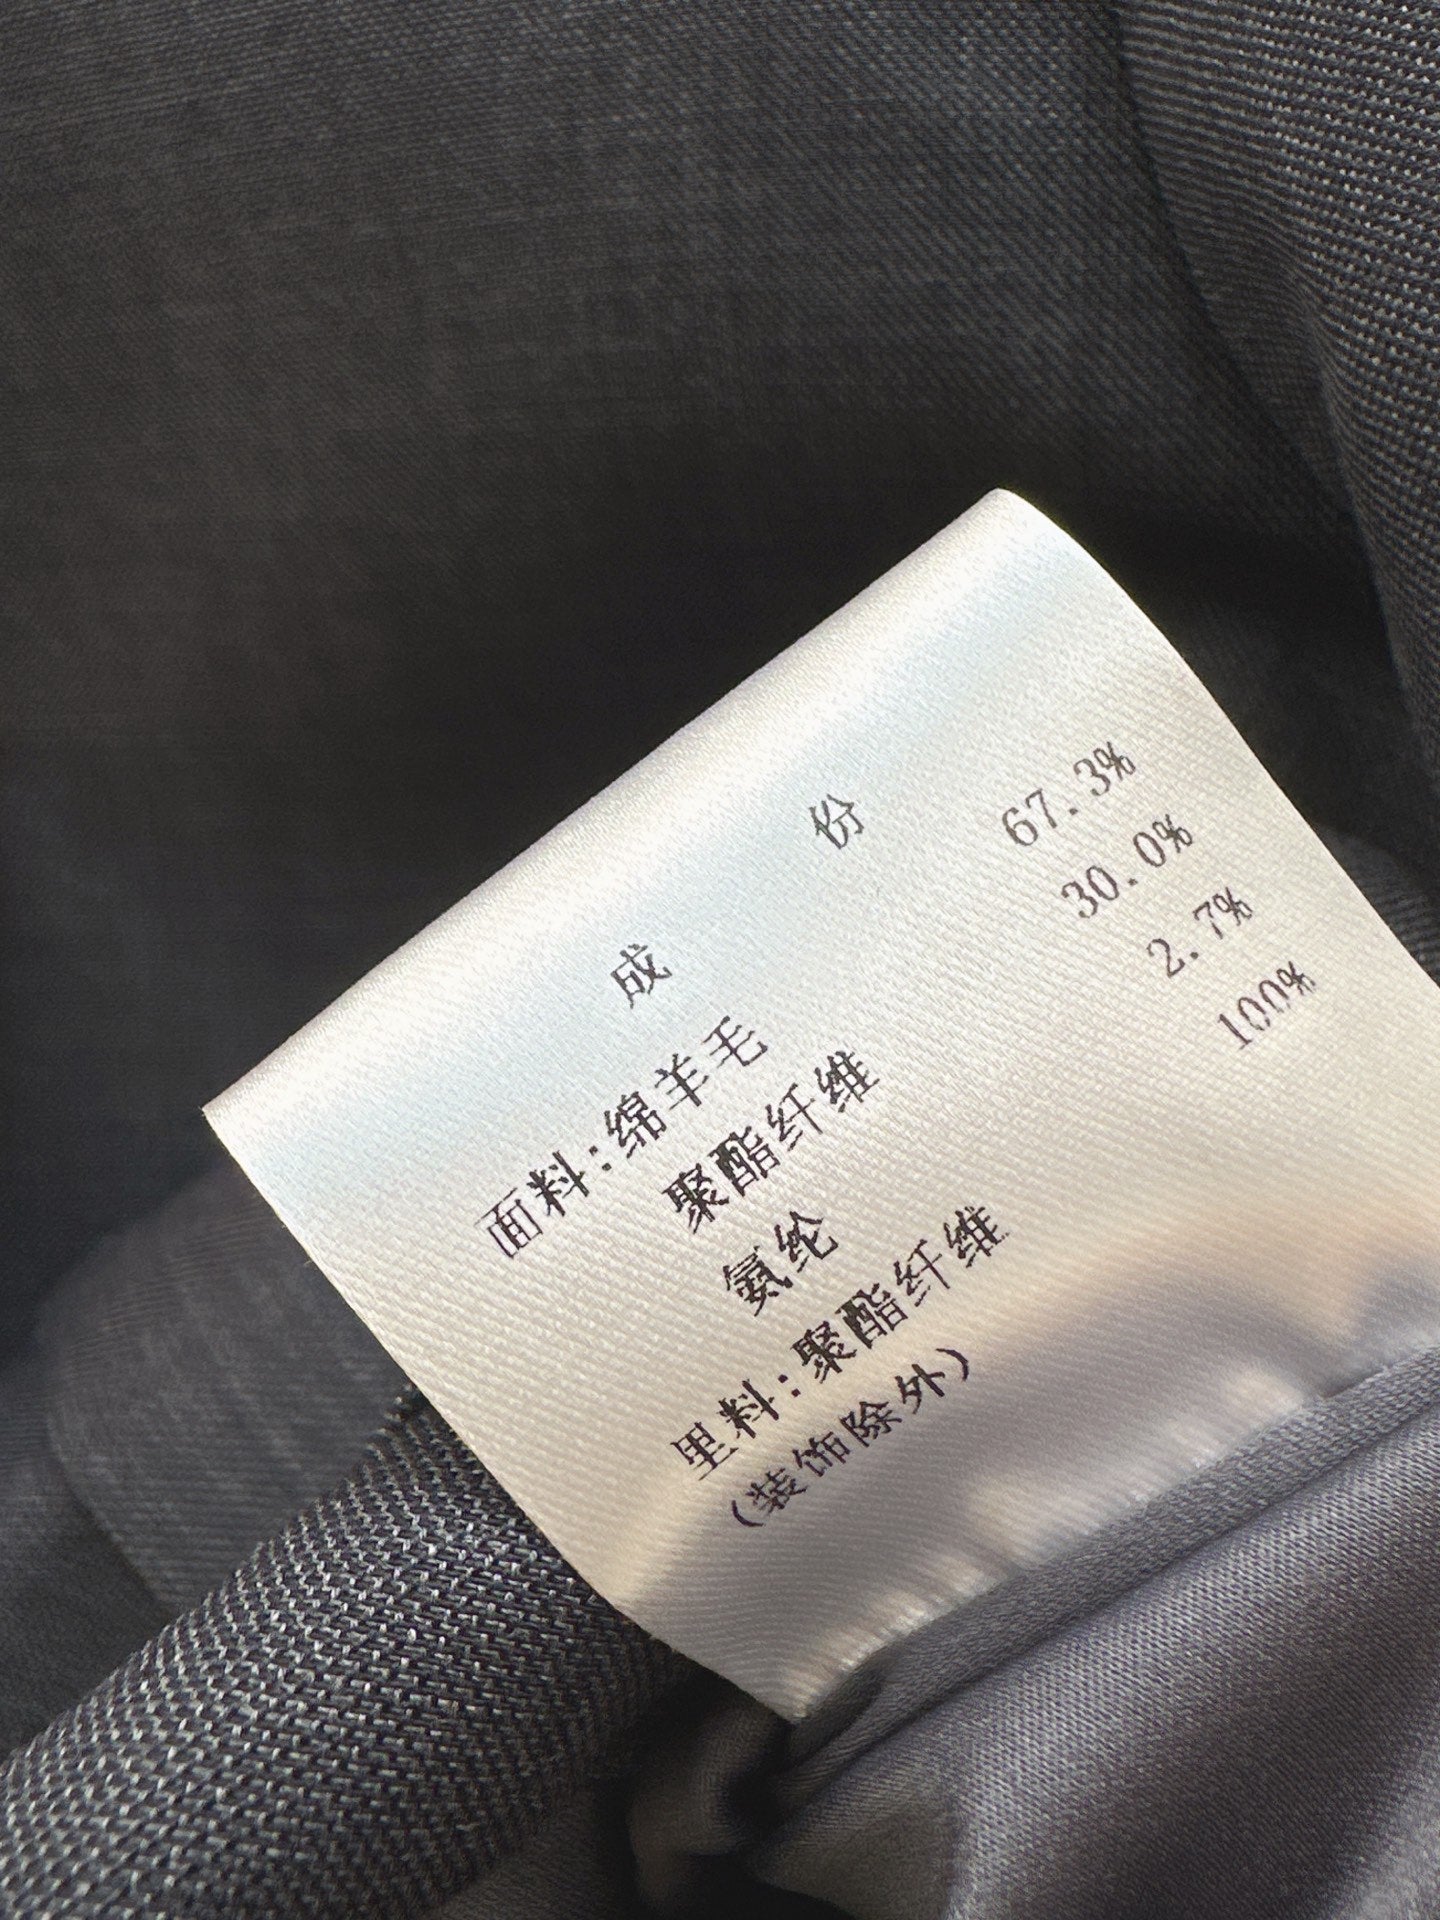 成 份
面料:绵羊毛 67.3%
聚酯纤维 30.0%
氨纶 2.7%
里料:聚酯纤维 100%
(装饰除外)